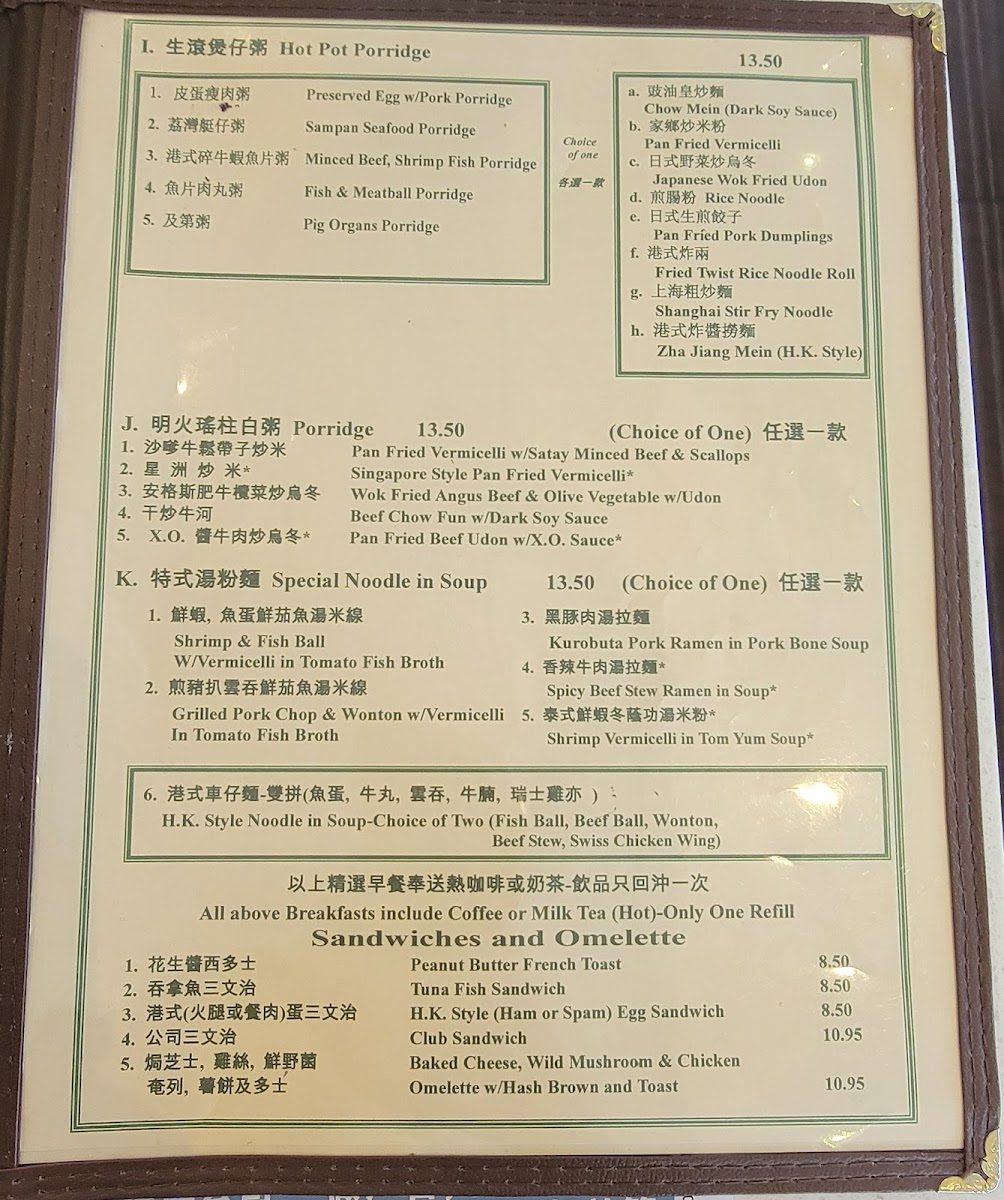 I. 生滾煲仔粥 Hot Pot Porridge 13.50
1. 皮蛋瘦肉粥 Preserved Egg w/Pork Porridge
2. 荔灣艇仔粥 Sampan Seafood Porridge
3. 港式碎牛蝦魚片粥 Minced Beef, Shrimp Fish Porridge
4. 魚片肉丸粥 Fish & Meatball Porridge
5. 及第粥 Pig Organs Porridge
Choice
of one
各選一款
a. 豉油皇炒麵
Chow Mein (Dark Soy Sauce)
b. 家鄉炒米粉
Pan Fried Vermicelli
c. 日式野菜炒烏冬
Japanese Wok Fried Udon
d. 煎腸粉 Rice Noodle
e. 日式生煎餃子
Pan Fried Pork Dumplings
f. 港式炸兩
Fried Twist Rice Noodle Roll
g. 上海粗炒麵
Shanghai Stir Fry Noodle
h. 港式炸醬撈麵
Zha Jiang Mein (H.K. Style)
J. 明火瑤柱白粥 Porridge 13.50 (Choice of One) 任選一款
1. 沙嗲牛鬆帶子炒米 Pan Fried Vermicelli w/Satay Minced Beef & Scallops
2. 星 洲 炒 米* Singapore Style Pan Fried Vermicelli*
3. 安格斯肥牛欖菜炒烏冬 Wok Fried Angus Beef & Olive Vegetable w/Udon
4. 干炒牛河 Beef Chow Fun w/Dark Soy Sauce
5. X.O. 醬牛肉炒烏冬* Pan Fried Beef Udon w/X.O. Sauce*
K. 特式湯粉麵 Special Noodle in Soup 13.50 (Choice of One) 任選一款
1. 鮮蝦, 魚蛋鮮茄魚湯米線
Shrimp & Fish Ball
W/Vermicelli in Tomato Fish Broth
2. 煎豬扒雲吞鮮茄魚湯米線
Grilled Pork Chop & Wonton w/Vermicelli
In Tomato Fish Broth
3. 黑豚肉湯拉麵
Kurobuta Pork Ramen in Pork Bone Soup
4. 香辣牛肉湯拉麵*
Spicy Beef Stew Ramen in Soup*
5. 泰式鮮蝦冬蔭功湯米粉*
Shrimp Vermicelli in Tom Yum Soup*
6. 港式車仔麵-雙拼(魚蛋, 牛丸, 雲吞, 牛腩, 瑞士雞亦 )
H.K. Style Noodle in Soup-Choice of Two (Fish Ball, Beef Ball, Wonton,
Beef Stew, Swiss Chicken Wing)
以上精選早餐奉送熱咖啡或奶茶-飲品只回沖一次
All above Breakfasts include Coffee or Milk Tea (Hot)-Only One Refill
Sandwiches and Omelette
1. 花生醬西多士 Peanut Butter French Toast 8.50
2. 吞拿魚三文治 Tuna Fish Sandwich 8.50
3. 港式(火腿或餐肉)蛋三文治 H.K. Style (Ham or Spam) Egg Sandwich 8.50
4. 公司三文治 Club Sandwich 10.95
5. 焗芝士, 雞絲, 鮮野菌 Baked Cheese, Wild Mushroom & Chicken
奄列, 薯餅及多士 Omelette w/Hash Brown and Toast 10.95